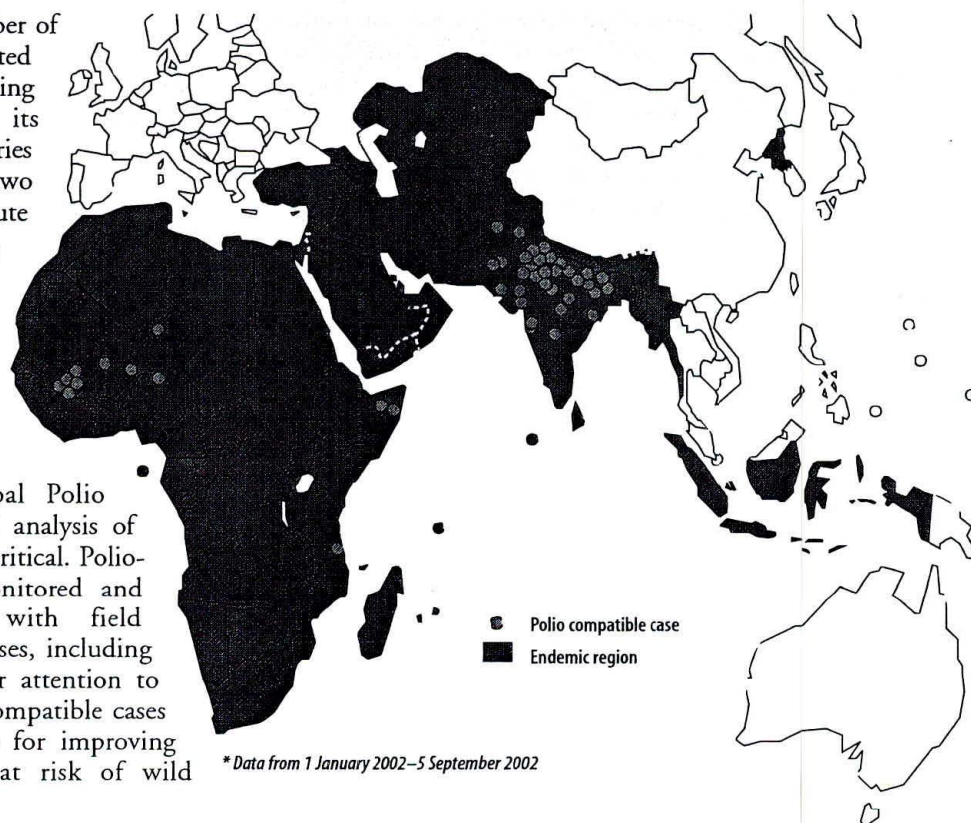 ber of
ted
ing
its
ries
wo
ute
bal Polio
analysis of
ritical. Polio-
nitored and
with field
ses, including
r attention to
ompatible cases
for improving
at risk of wild
Polio compatible case
Endemic region
* Data from 1 January 2002–5 September 2002